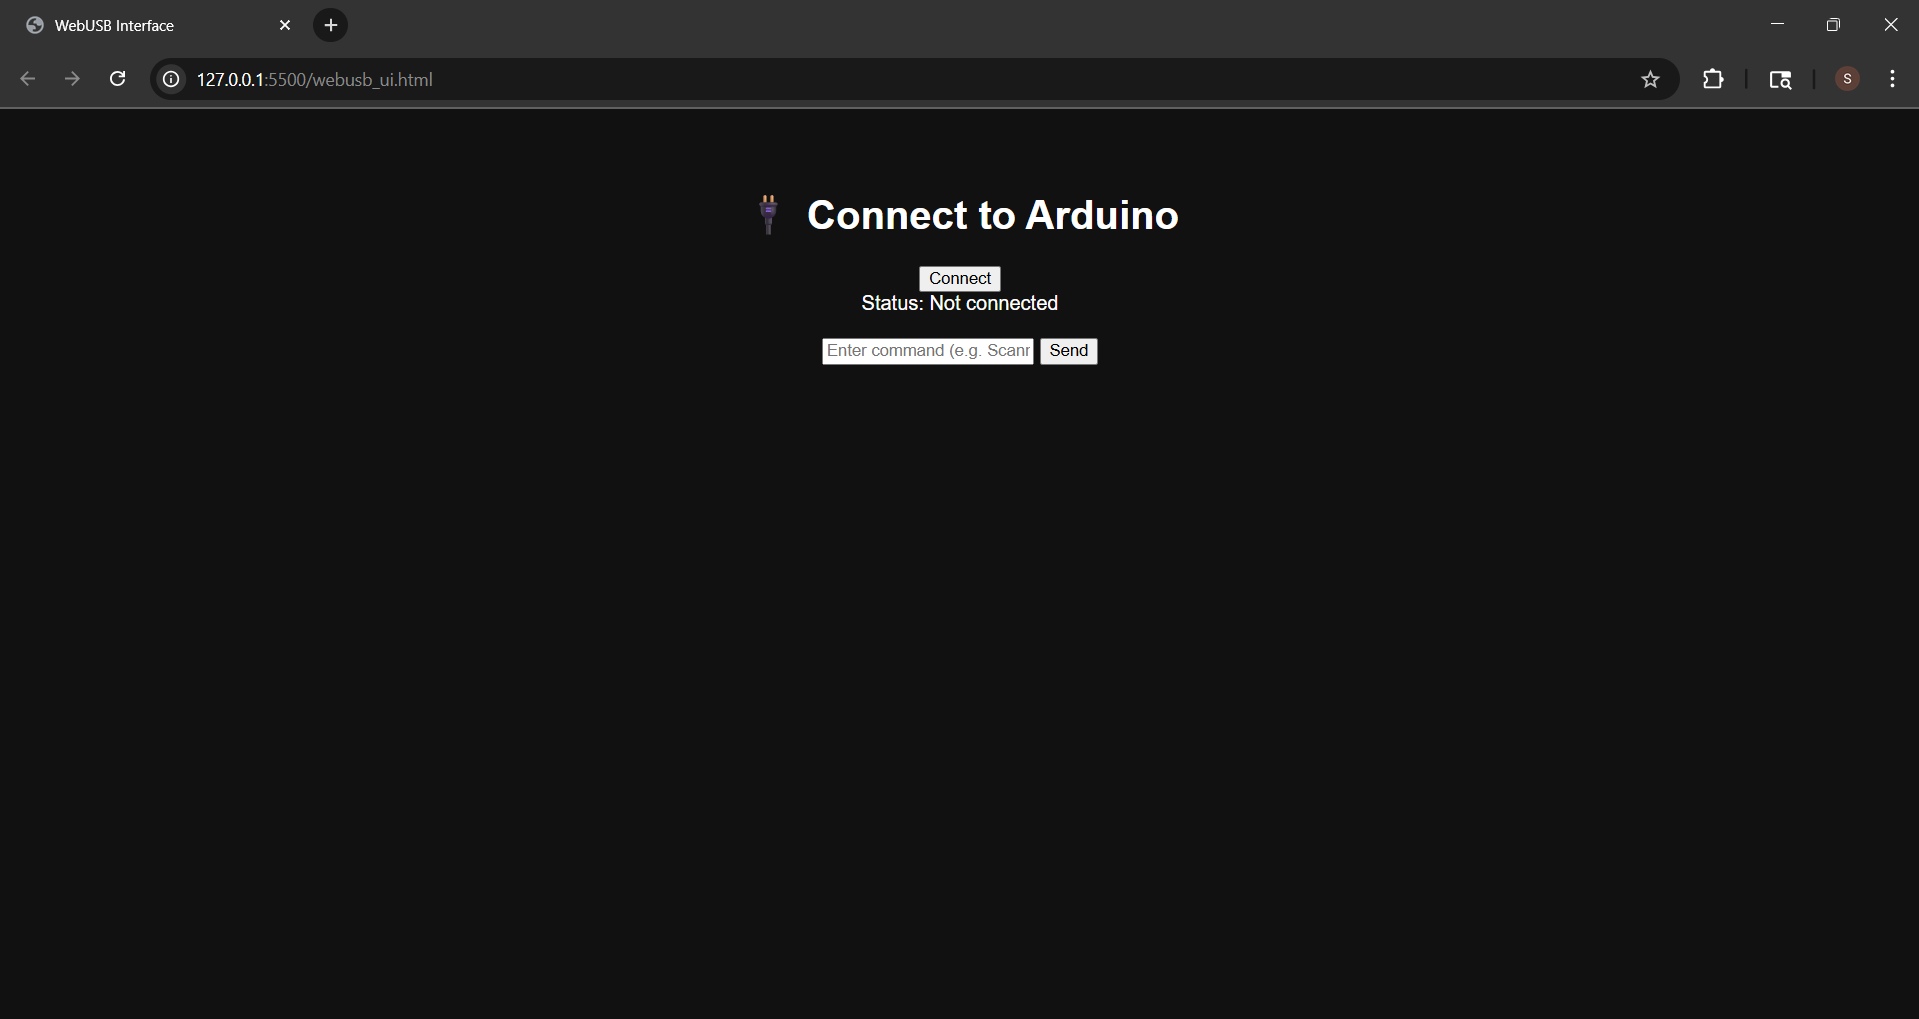 WebUSB Interface
127.0.0.1:5500/webusb_ui.html
S
Connect to Arduino
Connect
Status: Not connected
Enter command (e.g. Scanr
Send